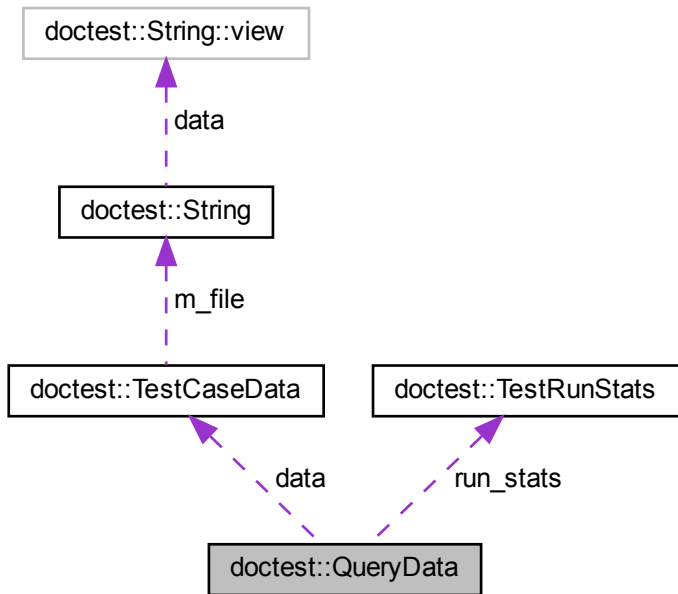 doctest::String::view
data
doctest::String
m_file
doctest::TestCaseData
doctest::TestRunStats
data
run_stats
doctest::QueryData